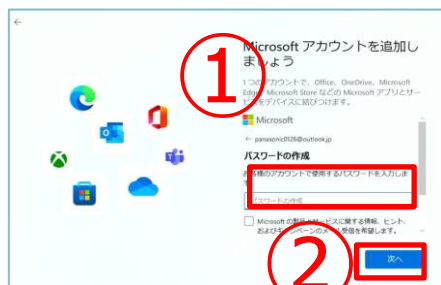 Microsoft アカウントを追加し
ましょう
1 つのアカウントで、Office、OneDrive、Microsoft
Edge、Microsoft Store などの Microsoft アプリとサー
ビスをデバイスに結びつけます。
①
Microsoft
← panasonic0126@outlook.jp
パスワードの作成
お客様のアカウントで使用するパスワードを入力しま
パスワードの作成
Microsoft の製品とサービスに関する情報、ヒント、
およびキャンペーンのメール受信を希望します。
②
次へ